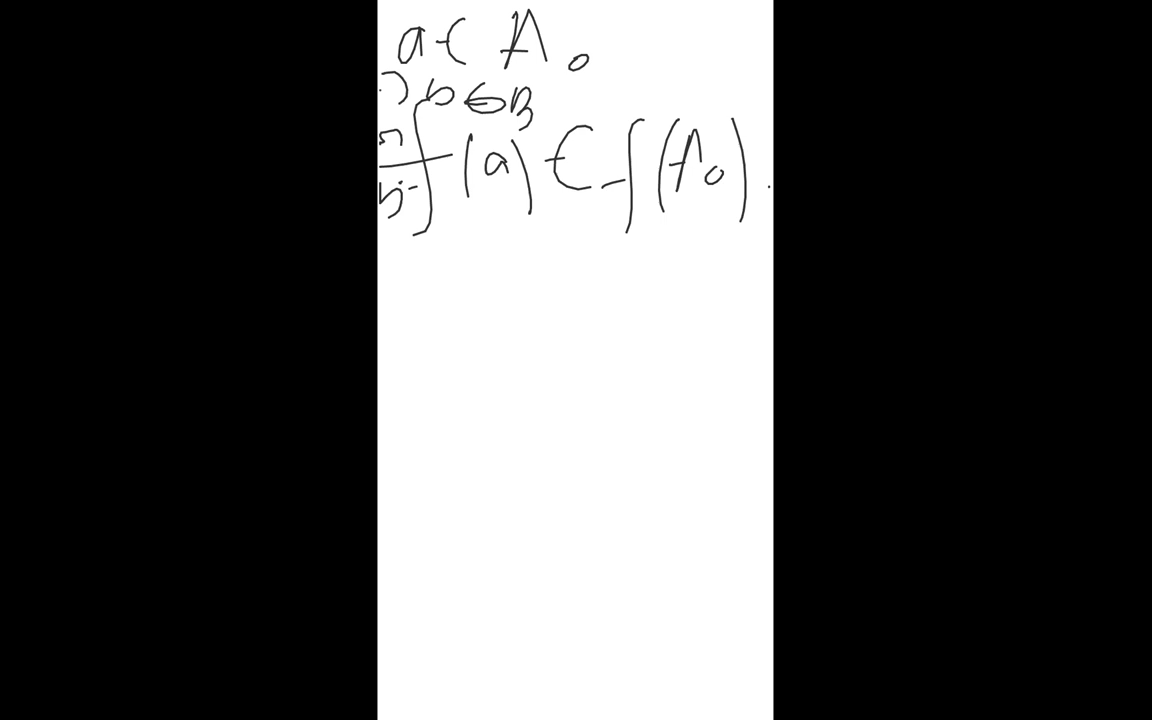 a ∈ A₀
⊃ b ∈ B
f(a) ∈ f(A₀).